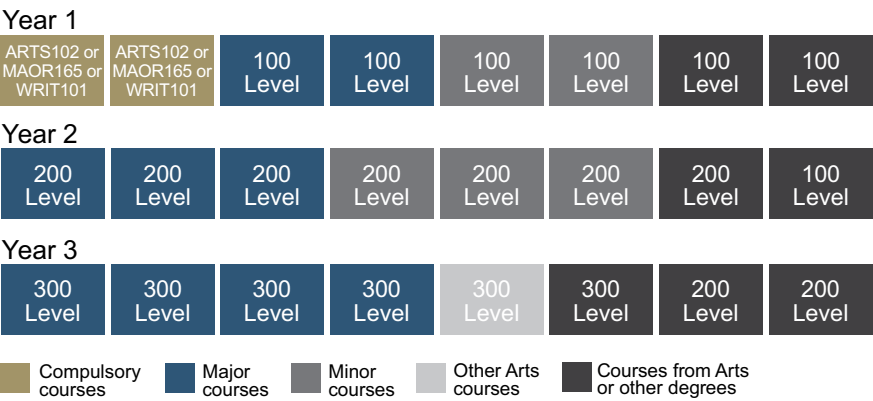 Year 1
ARTS102 or MAOR165 or WRIT101
ARTS102 or MAOR165 or WRIT101
100 Level
100 Level
100 Level
100 Level
100 Level
100 Level
Year 2
200 Level
200 Level
200 Level
200 Level
200 Level
200 Level
200 Level
100 Level
Year 3
300 Level
300 Level
300 Level
300 Level
300 Level
300 Level
200 Level
200 Level
Compulsory courses
Major courses
Minor courses
Other Arts courses
Courses from Arts or other degrees